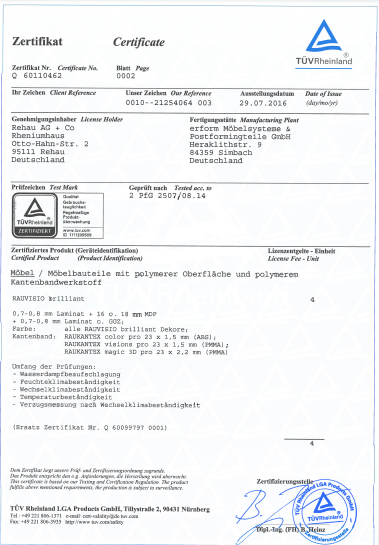 Zertifikat Certificate
TÜVRheinland
Zertifikat Nr. Certificate No. Blatt Page
Q 60110462 0002
Ihr Zeichen Client Reference Unser Zeichen Our Reference Ausstellungsdatum Date of Issue
0010--21254064 003 29.07.2016 (day/mo/yr)
Genehmigungsinhaber License Holder Fertigungsstätte Manufacturing Plant
Rehau AG + Co erform Möbelsysteme &
Rheniumhaus Postformingteile GmbH
Otto-Hahn-Str. 2 Heraklithstr. 9
95111 Rehau 84359 Simbach
Deutschland Deutschland
Prüfzeichen Test Mark Geprüft nach Tested acc. to
2 PfG 2507/08.14
TÜVRheinland
ZERTIFIZIERT
Qualität
Gebrauchs-
tauglichkeit
Regelmäßige
Produkt-
überwachung
www.tuv.com
ID 1111209569
Zertifiziertes Produkt (Geräteidentifikation) Lizenzentgelte - Einheit
Certified Product (Product Identification) License Fee - Unit
Möbel / Möbelbauteile mit polymerer Oberfläche und polymerem
Kantenbandwerkstoff
RAUVISIO brilliant 4
0,7-0,8 mm Laminat + 16 o. 18 mm MDP
+ 0,7-0,8 mm Laminat o. GGZ;
Farbe: alle RAUVISIO brilliant Dekore;
Kantenband: RAUKANTEX color pro 23 x 1,5 mm (ABS);
RAUKANTEX visions pro 23 x 1,5 mm (PMMA);
RAUKANTEX magic 3D pro 23 x 2,2 mm (PMMA)
Umfang der Prüfungen:
- Wasserdampfbeaufschlagung
- Feuchteklimabeständigkeit
- Wechselklimabeständigkeit
- Temperaturbeständigkeit
- Verzugsmessung nach Wechselklimabeständigkeit
(Ersatz Zertifikat Nr. Q 60099797 0001)
4
Dem Zertifikat liegt unsere Prüf- und Zertifizierungsordnung zugrunde.
Das Produkt entspricht den o.g. Anforderungen, die Herstellung wird überwacht.
This certificate is based on our Testing and Certification Regulation. The product
fulfills above mentioned requirements, the production is subject to surveillance.
Zertifizierungsstelle
TÜV Rheinland LGA Products GmbH, Tillystraße 2, 90431 Nürnberg
Tel.: +49 221 806-1371 e-mail: cert-validity@de.tuv.com
Fax: +49 221 806-3935 http://www.tuv.com/safety
Dipl.-Ing. (FH) B. Heinz
TÜV Rheinland LGA Products GmbH
Zertifizierungsstelle